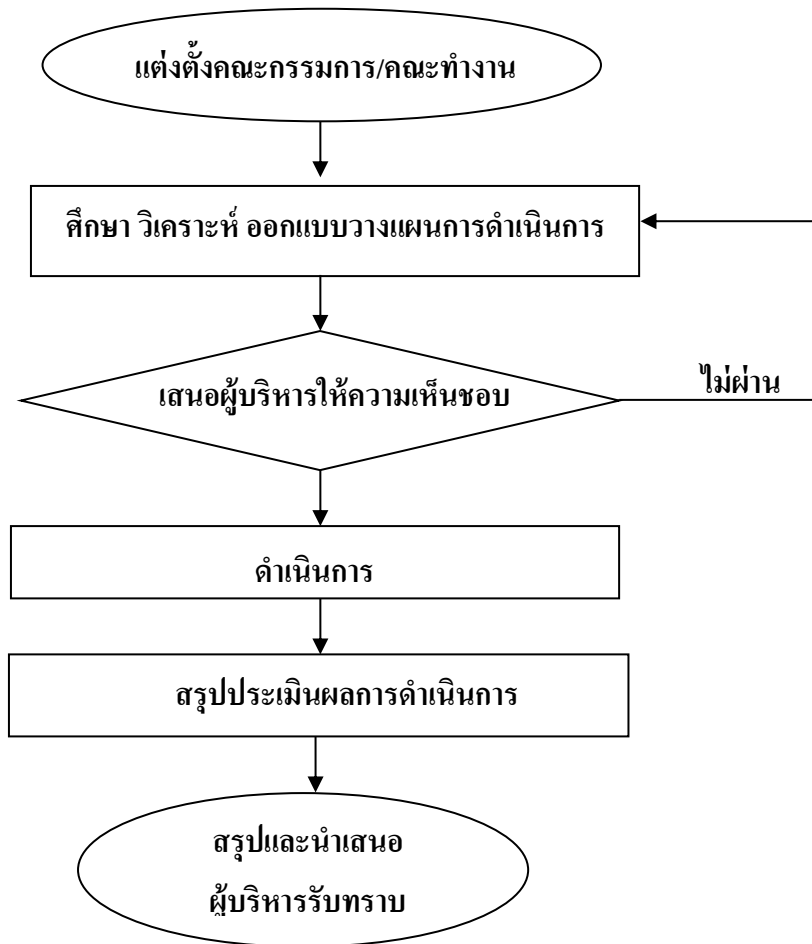 แต่งตั้งคณะกรรมการ/คณะทำงาน
ศึกษา วิเคราะห์ ออกแบบวางแผนการดำเนินการ
เสนอผู้บริหารให้ความเห็นชอบ
ไม่ผ่าน
ดำเนินการ
สรุปประเมินผลการดำเนินการ
สรุปและนำเสนอ
ผู้บริหารรับทราบ